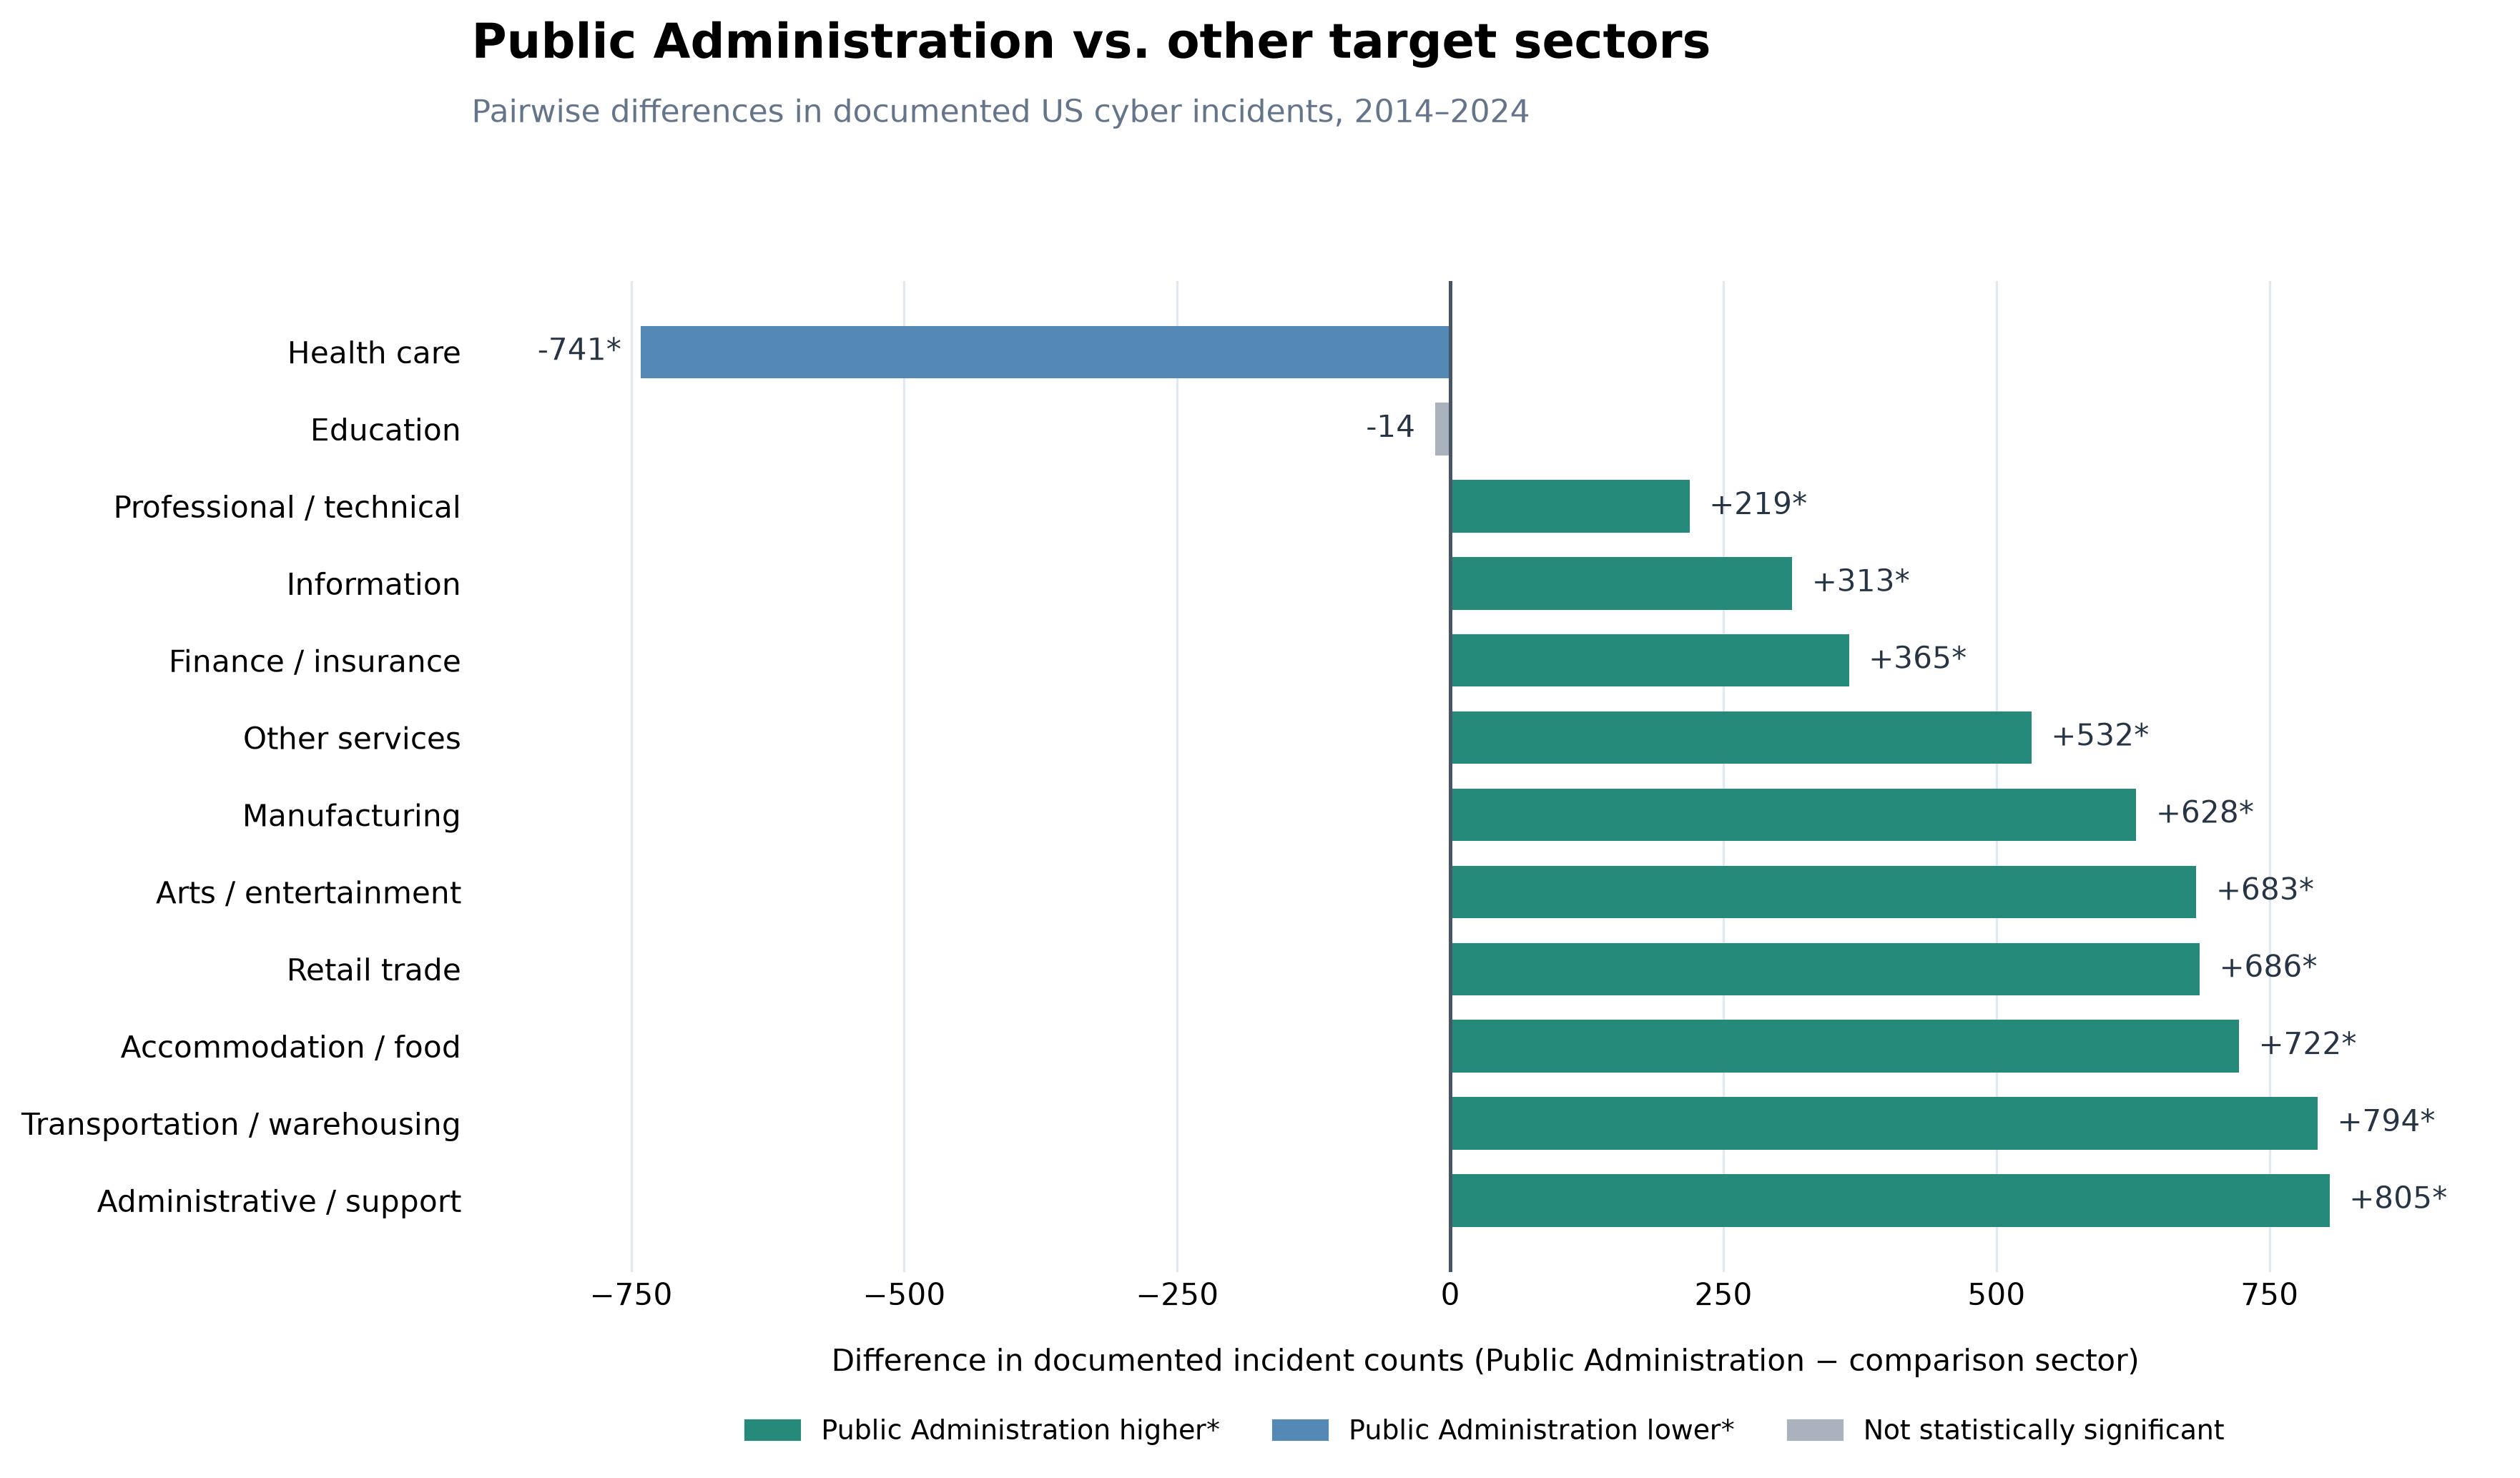 Public Administration vs. other target sectors
Pairwise differences in documented US cyber incidents, 2014–2024
Health care -741*
Education -14
Professional / technical +219*
Information +313*
Finance / insurance +365*
Other services +532*
Manufacturing +628*
Arts / entertainment +683*
Retail trade +686*
Accommodation / food +722*
Transportation / warehousing +794*
Administrative / support +805*
−750 −500 −250 0 250 500 750
Difference in documented incident counts (Public Administration − comparison sector)
Public Administration higher* Public Administration lower* Not statistically significant